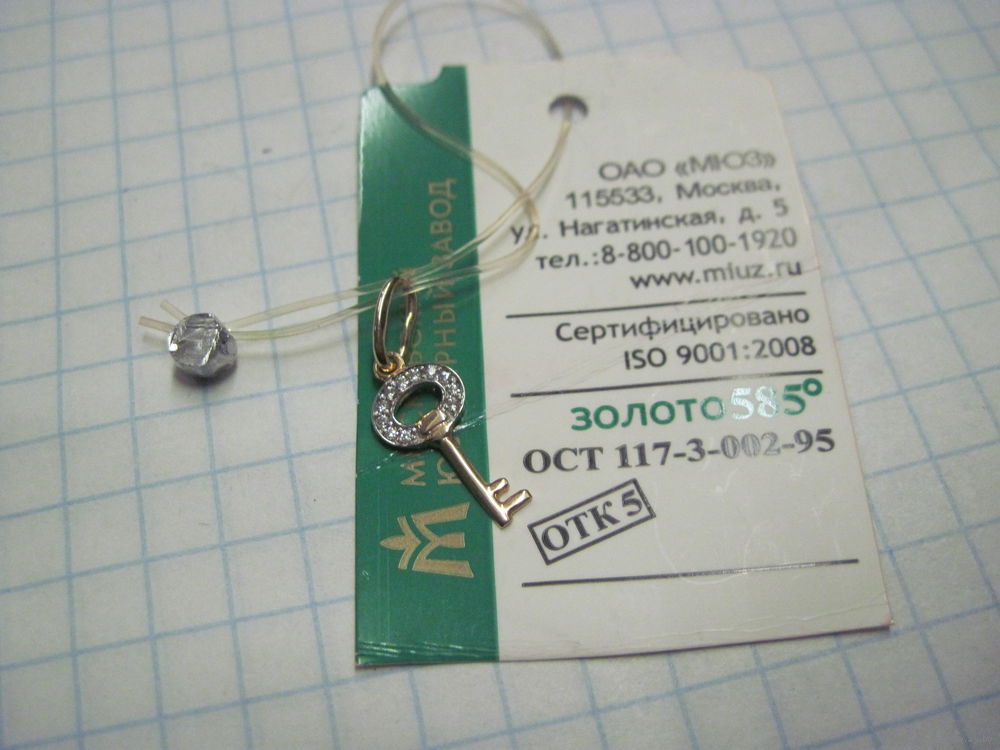 ОАО «МЮЗ»
115533, Москва,
ул. Нагатинская, д. 5
тел.:8-800-100-1920
www.miuz.ru
Сертифицировано
ISO 9001:2008
ЗОЛОТО 585°
ОСТ 117-3-002-95
ОТК 5
ЗАВОД